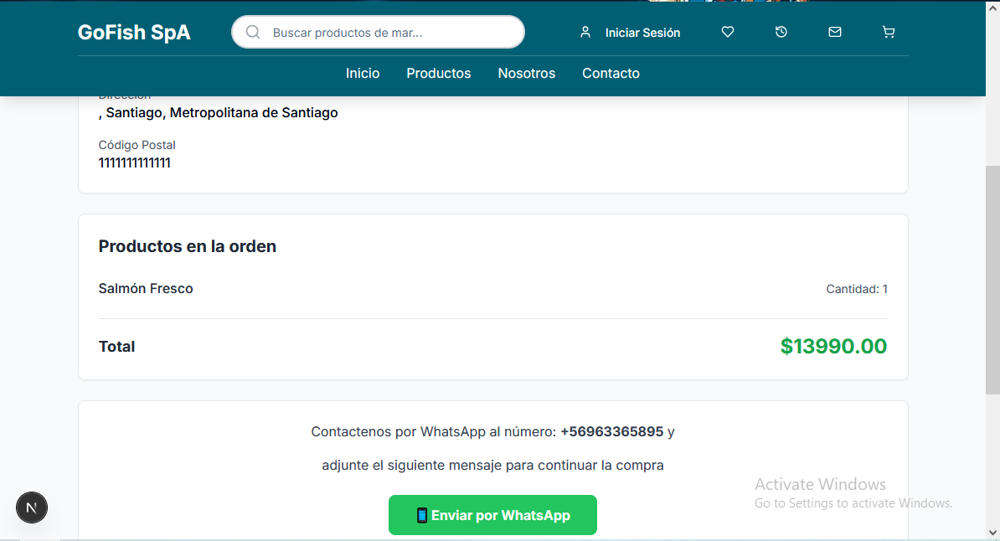 GoFish SpA
Buscar productos de mar...
Iniciar Sesión
Inicio
Productos
Nosotros
Contacto
Dirección
, Santiago, Metropolitana de Santiago
Código Postal
1111111111111
Productos en la orden
Salmón Fresco
Cantidad: 1
Total
$13990.00
Contactenos por WhatsApp al número: +56963365895 y
adjunte el siguiente mensaje para continuar la compra
Enviar por WhatsApp
Activate Windows
Go to Settings to activate Windows.
N